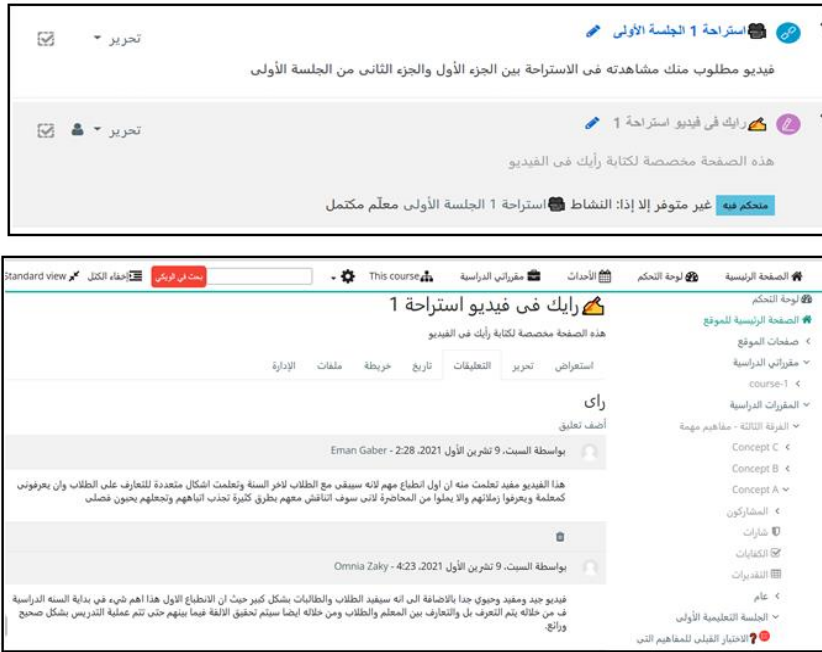 استراحة 1 الجلسة الأولى
تحرير
فيديو مطلوب منك مشاهدته فى الاستراحة بين الجزء الأول والجزء الثانى من الجلسة الأولى
رايك فى فيديو استراحة 1
تحرير
هذه الصفحة مخصصة لكتابة رأيك فى الفيديو
متحكم فيه غير متوفر إلا إذا: النشاط استراحة 1 الجلسة الأولى معلّم مكتمل
الصفحة الرئيسية لوحة التحكم الأحداث مقرراتي الدراسية This course بحث في الويكي إخفاء الكتل Standard view
لوحة التحكم
الصفحة الرئيسية للموقع
صفحات الموقع
مقرراتي الدراسية
course-1
المقررات الدراسية
الفرقة الثالثة - مفاهيم مهمة
Concept C
Concept B
Concept A
المشاركون
شارات
الكفايات
التقديرات
عام
الجلسة التعليمية الأولى
الاختبار القبلى للمفاهيم التى
رايك فى فيديو استراحة 1
هذه الصفحة مخصصة لكتابة رأيك فى الفيديو
استعراض تحرير التعليقات تاريخ خريطة ملفات الإدارة
راى
أضف تعليق
بواسطة السبت، 9 تشرين الأول 2021، 2:28 - Eman Gaber
هذا الفيديو مفيد تعلمت منه ان اول انطباع مهم لانه سيبقى مع الطلاب لاخر السنة وتعلمت اشكال متعددة للتعارف على الطلاب وان يعرفونى
كمعلمة ويعرفوا زملائهم والا يملوا من المحاضرة لانى سوف اتناقش معهم بطرق كثيرة تجذب اتباههم وتجعلهم يحبون فصلى
بواسطة السبت، 9 تشرين الأول 2021، 4:23 - Omnia Zaky
فيديو جيد ومفيد وحيوي جدا بالاضافة الى انه سيفيد الطلاب والطالبات بشكل كبير حيث ان الانطباع الاول هذا اهم شيء في بداية السنه الدراسية
ف من خلاله يتم التعرف بل والتعارف بين المعلم والطلاب ومن خلاله ايضا سيتم تحقيق الالفة فيما بينهم حتى تتم عملية التدريس بشكل صحيح
ورائع.